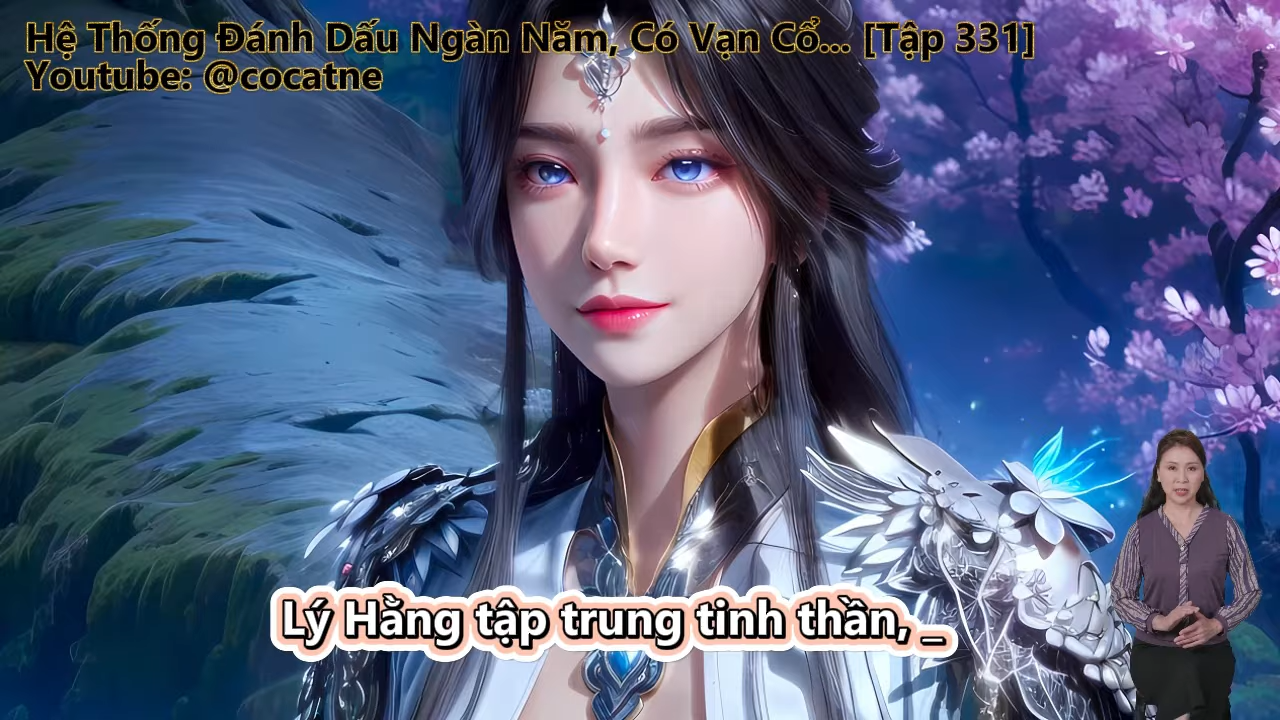 Hệ Thống Đánh Dấu Ngàn Năm, Có Vạn Cổ... [Tập 331]
Youtube: @cocatne
Lý Hằng tập trung tinh thần, _